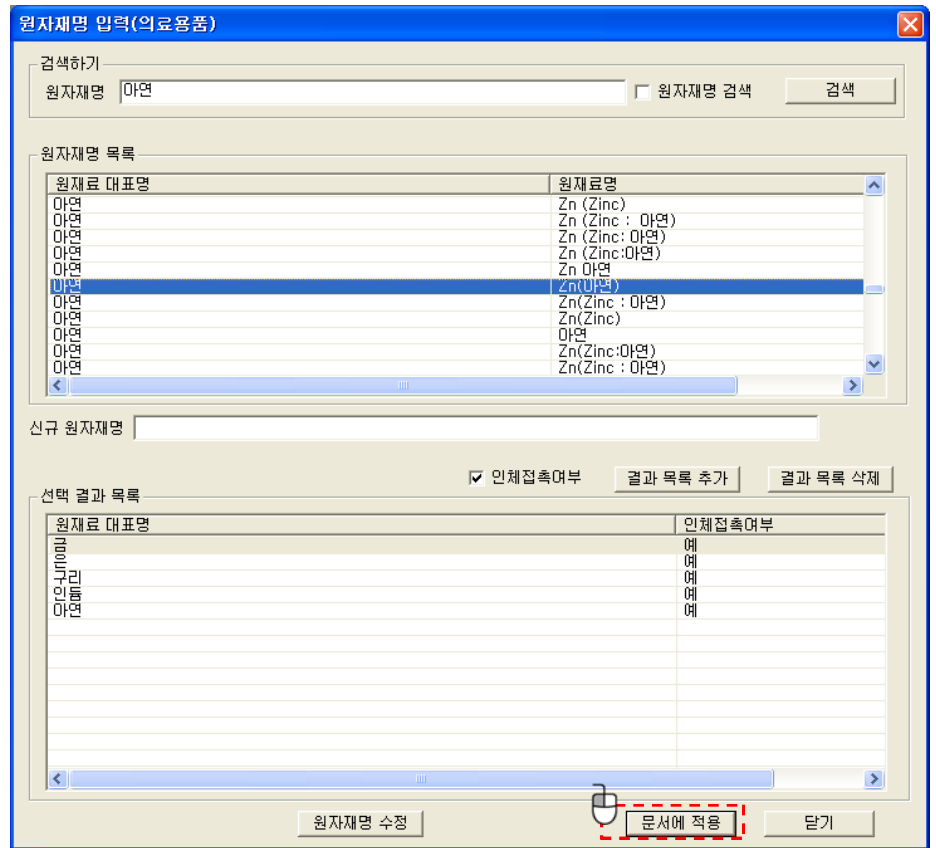 원자재명 입력(의료용품)
검색하기
원자재명 아연 원자재명 검색 검색
원자재명 목록
원재료 대표명 원재료명
아연 Zn (Zinc)
아연 Zn (Zinc : 아연)
아연 Zn (Zinc: 아연)
아연 Zn (Zinc:아연)
아연 Zn 아연
아연 Zn(아연)
아연 Zn(Zinc : 아연)
아연 Zn(Zinc)
아연 아연
아연 Zn(Zinc:아연)
아연 Zn(Zinc : 아연)
신규 원자재명
인체접촉여부 결과 목록 추가 결과 목록 삭제
선택 결과 목록
원재료 대표명 인체접촉여부
금 예
은 예
구리 예
인듐 예
아연 예
원자재명 수정 문서에 적용 닫기